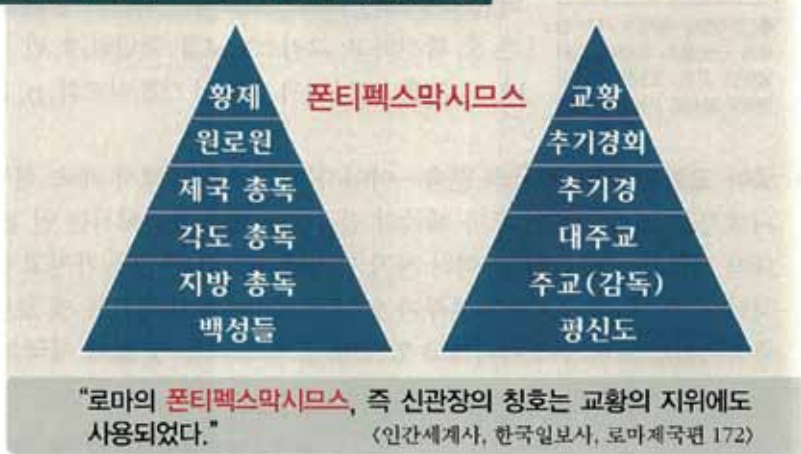 황제 폰티펙스막시므스 교황
원로원 추기경회
제국 총독 추기경
각도 총독 대주교
지방 총독 주교(감독)
백성들 평신도
“로마의 폰티펙스막시므스, 즉 신관장의 칭호는 교황의 지위에도
사용되었다.” <인간세계사, 한국일보사, 로마제국편 172>